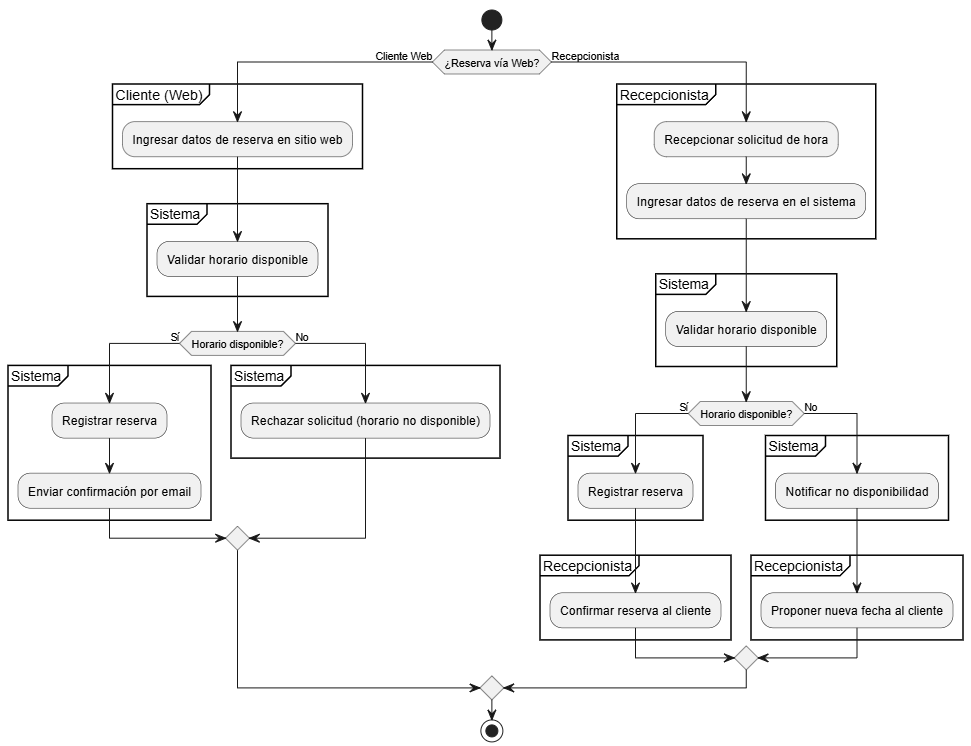 ¿Reserva vía Web?
Cliente Web
Recepcionista
Cliente (Web)
Ingresar datos de reserva en sitio web
Sistema
Validar horario disponible
Horario disponible?
Sí
No
Sistema
Registrar reserva
Enviar confirmación por email
Sistema
Rechazar solicitud (horario no disponible)
Recepcionista
Recepcionar solicitud de hora
Ingresar datos de reserva en el sistema
Sistema
Validar horario disponible
Horario disponible?
Sí
No
Sistema
Registrar reserva
Recepcionista
Confirmar reserva al cliente
Sistema
Notificar no disponibilidad
Recepcionista
Proponer nueva fecha al cliente